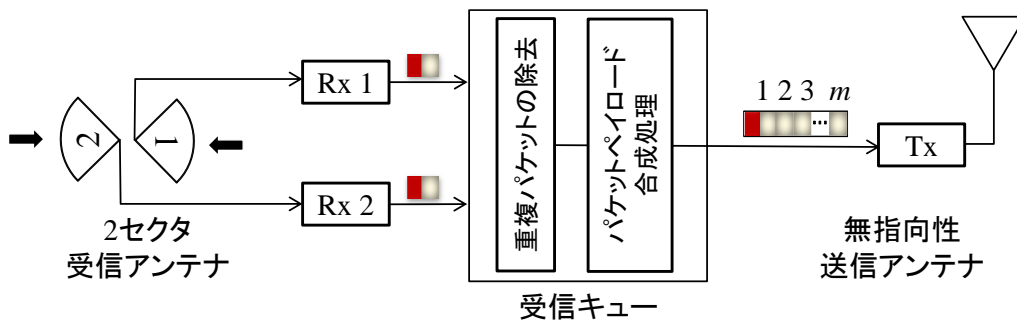 2
1
2セクタ
受信アンテナ
Rx 1
Rx 2
重複パケットの除去
パケットペイロード
合成処理
受信キュー
1 2 3 m
...
Tx
無指向性
送信アンテナ